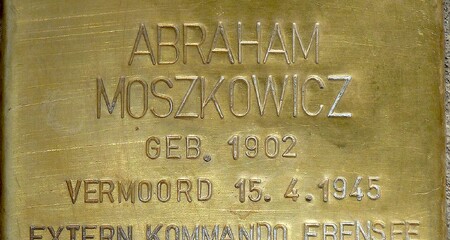 ABRAHAM
MOSZKOWICZ
GEB. 1902
VERMOORD 15.4.1945
EXTERN KOMMANDO EBENSEE